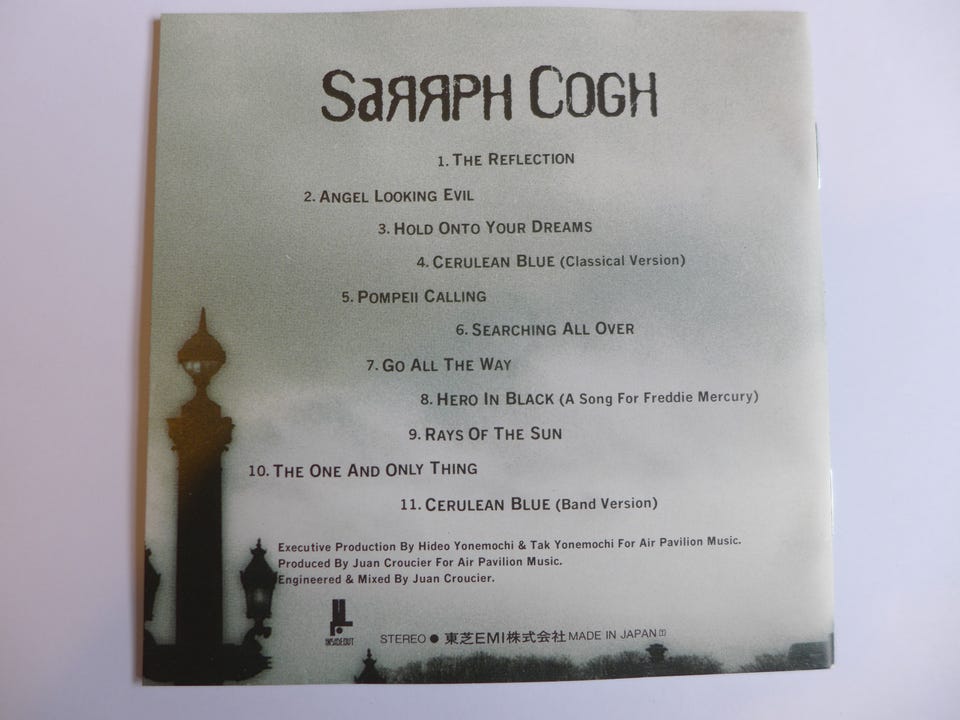 SaЯЯPH COGH
1. THE REFLECTION
2. ANGEL LOOKING EVIL
3. HOLD ONTO YOUR DREAMS
4. CERULEAN BLUE (Classical Version)
5. POMPEII CALLING
6. SEARCHING ALL OVER
7. GO ALL THE WAY
8. HERO IN BLACK (A Song For Freddie Mercury)
9. RAYS OF THE SUN
10. THE ONE AND ONLY THING
11. CERULEAN BLUE (Band Version)
Executive Production By Hideo Yonemochi & Tak Yonemochi For Air Pavilion Music.
Produced By Juan Croucier For Air Pavilion Music.
Engineered & Mixed By Juan Croucier.
INSIDEOUT
STEREO ● 東芝EMI株式会社 MADE IN JAPAN